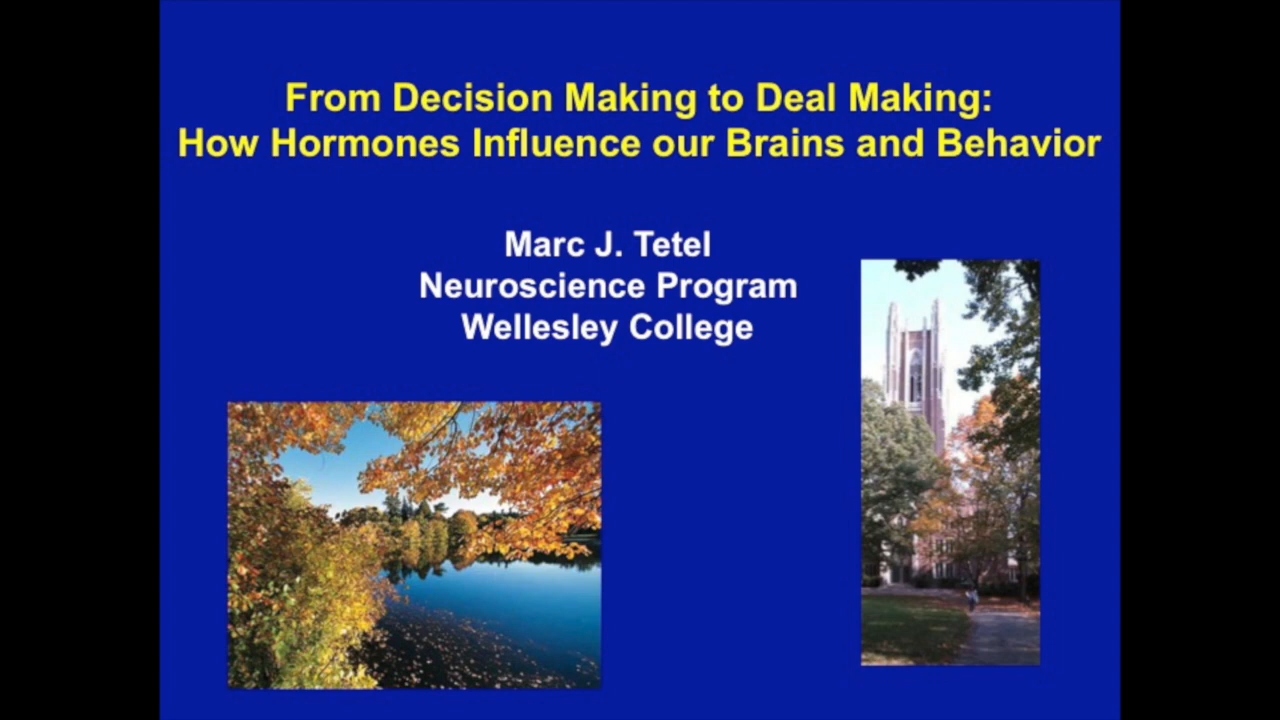 From Decision Making to Deal Making:
How Hormones Influence our Brains and Behavior
Marc J. Tetel
Neuroscience Program
Wellesley College